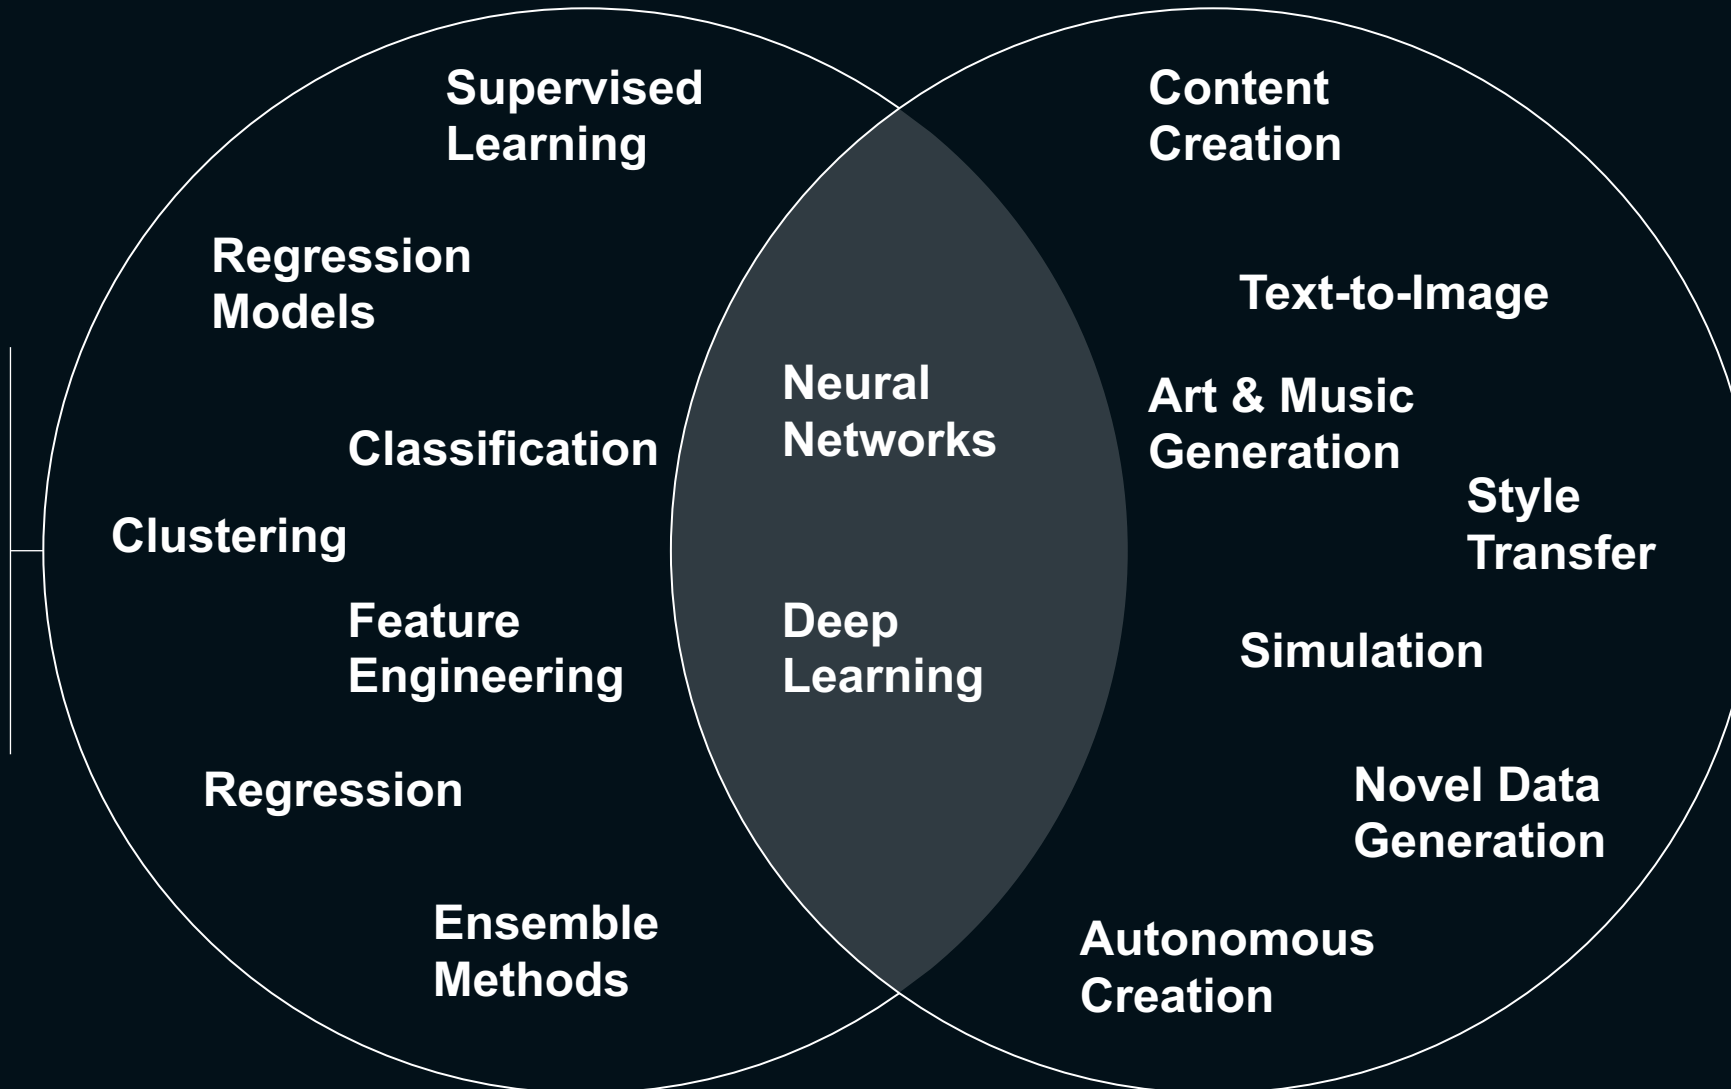 Supervised
Learning
Regression
Models
Classification
Clustering
Feature
Engineering
Regression
Ensemble
Methods
Neural
Networks
Deep
Learning
Content
Creation
Text-to-Image
Art & Music
Generation
Style
Transfer
Simulation
Novel Data
Generation
Autonomous
Creation